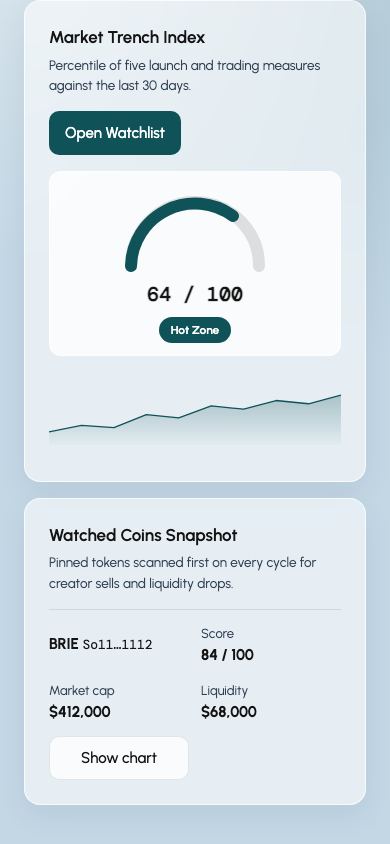 Market Trench Index
Percentile of five launch and trading measures
against the last 30 days.
Open Watchlist
64 / 100
Hot Zone
Watched Coins Snapshot
Pinned tokens scanned first on every cycle for
creator sells and liquidity drops.
BRIE So11…1112
Score
84 / 100
Market cap
$412,000
Liquidity
$68,000
Show chart